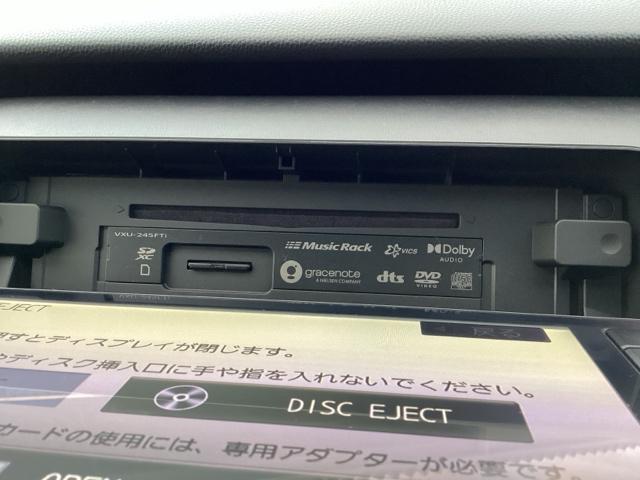 VXU-245FTi
SD
XC
Music Rack
VICS
Dolby
AUDIO
gracenote
A NIELSEN COMPANY
dts
DVD
VIDEO
EJECT
戻る
すとディスプレイが閉じます。
やディスク挿入口に手や指を入れないでください。
DISC EJECT
カードの使用には、専用アダプターが必要です。